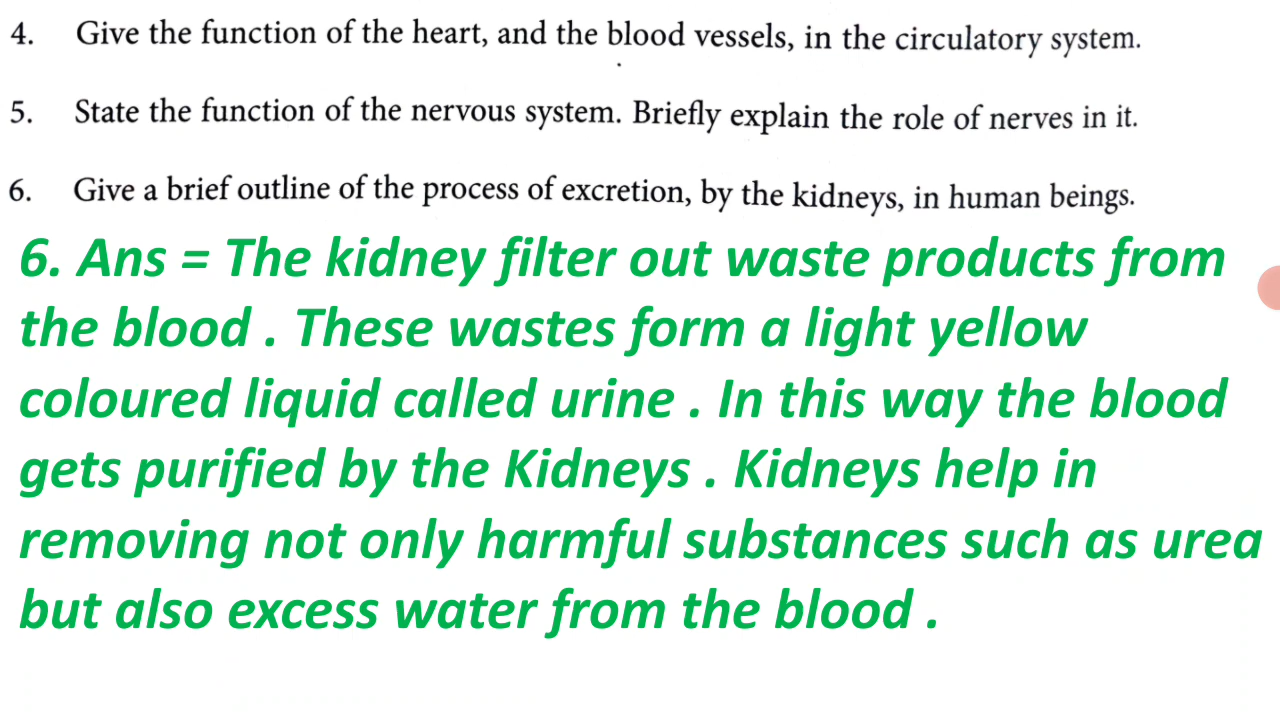 4. Give the function of the heart, and the blood vessels, in the circulatory system.
5. State the function of the nervous system. Briefly explain the role of nerves in it.
6. Give a brief outline of the process of excretion, by the kidneys, in human beings.
6. Ans = The kidney filter out waste products from
the blood . These wastes form a light yellow
coloured liquid called urine . In this way the blood
gets purified by the Kidneys . Kidneys help in
removing not only harmful substances such as urea
but also excess water from the blood .